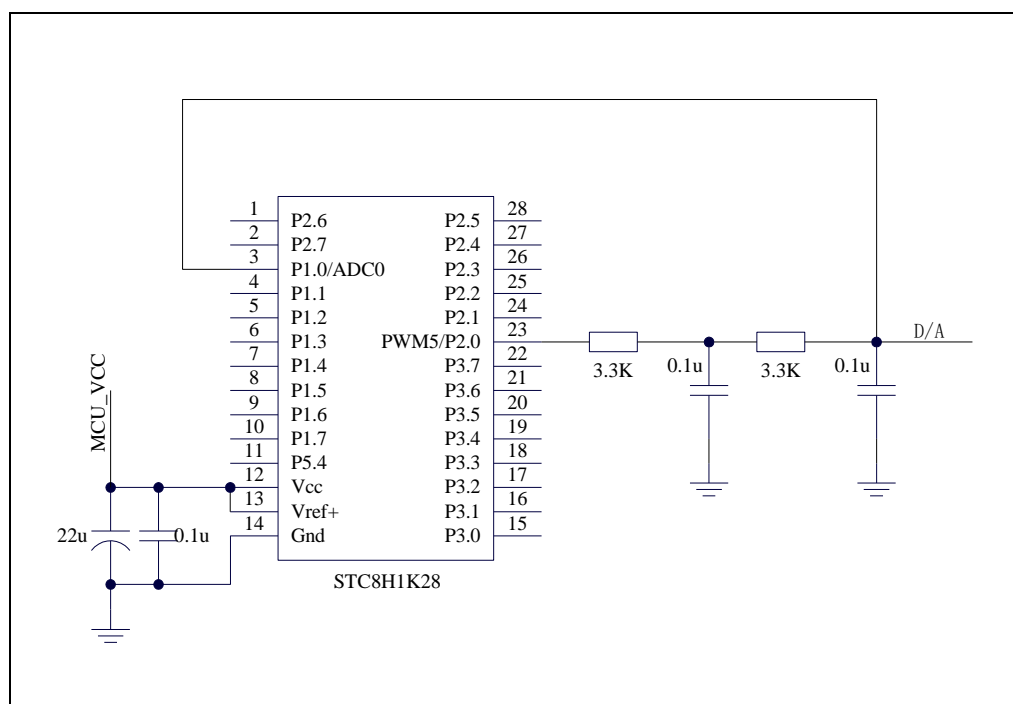 1 P2.6 P2.5 28
2 P2.7 P2.4 27
3 P1.0/ADC0 P2.3 26
4 P1.1 P2.2 25
5 P1.2 P2.1 24
6 P1.3 PWM5/P2.0 23
7 P1.4 P3.7 22
8 P1.5 P3.6 21
9 P1.6 P3.5 20
10 P1.7 P3.4 19
11 P5.4 P3.3 18
12 Vcc P3.2 17
13 Vref+ P3.1 16
14 Gnd P3.0 15
STC8H1K28
MCU_VCC
22u
0.1u
3.3K
0.1u
3.3K
0.1u
D/A